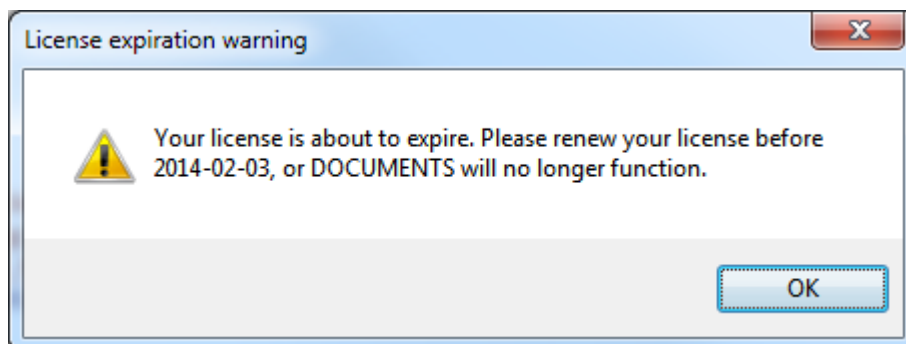 License expiration warning
Your license is about to expire. Please renew your license before
2014-02-03, or DOCUMENTS will no longer function.
OK